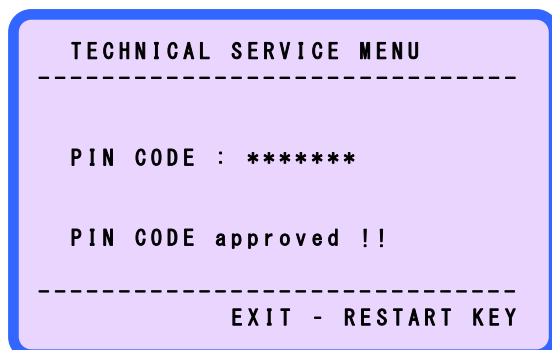 TECHNICAL SERVICE MENU
------------------------------
PIN CODE : *******
PIN CODE approved !!
------------------------------
EXIT - RESTART KEY